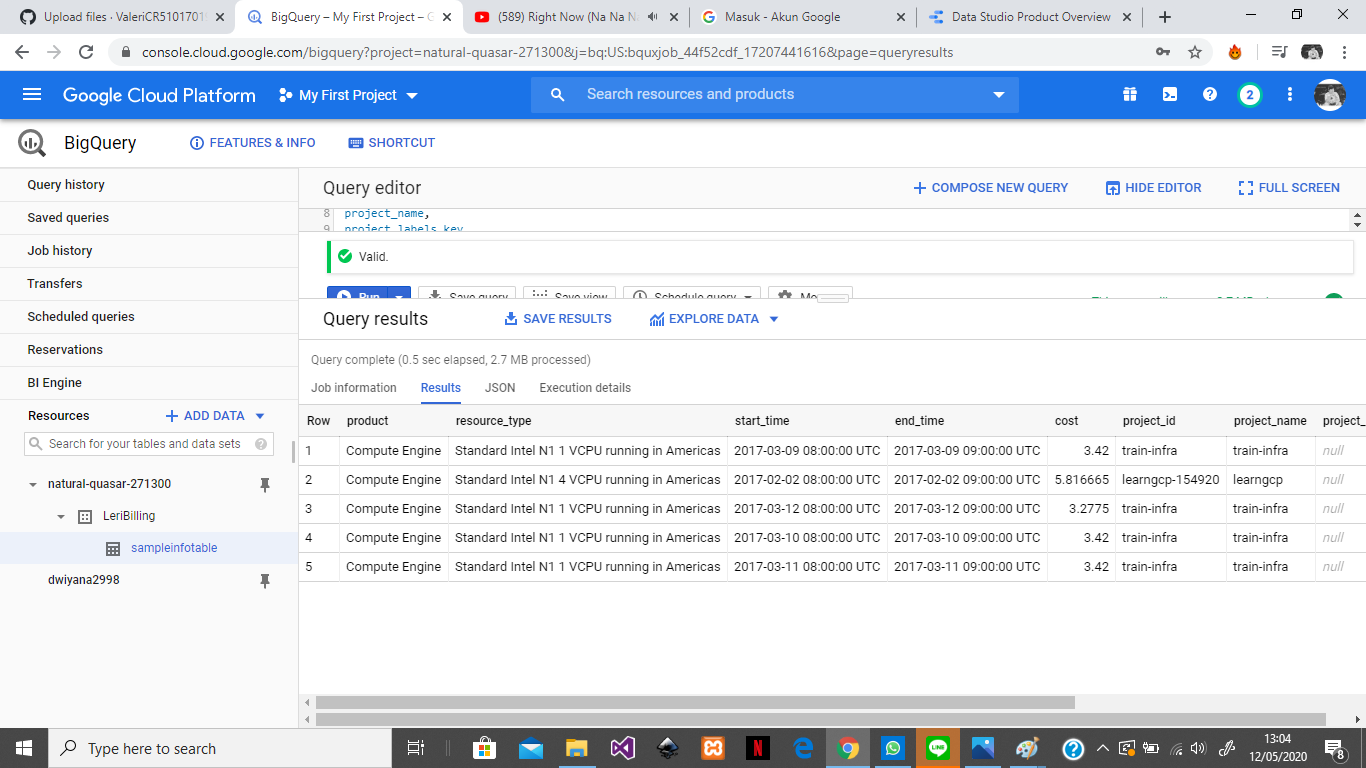 Upload files · ValeriCR5101701
BigQuery – My First Project – G
(589) Right Now (Na Na N
Masuk - Akun Google
Data Studio Product Overview
console.cloud.google.com/bigquery?project=natural-quasar-271300&j=bq:US:bquxjob_44f52cdf_17207441616&page=queryresults
Google Cloud Platform
My First Project
Search resources and products
2
BigQuery
FEATURES & INFO
SHORTCUT
Query history
Saved queries
Job history
Transfers
Scheduled queries
Reservations
BI Engine
Resources
ADD DATA
Search for your tables and data sets
natural-quasar-271300
LeriBilling
sampleinfotable
dwiyana2998
Query editor
COMPOSE NEW QUERY
HIDE EDITOR
FULL SCREEN
8 project_name,
9 project_labels_key
Valid.
Run Save query Save view Schedule query
Query results
SAVE RESULTS
EXPLORE DATA
Query complete (0.5 sec elapsed, 2.7 MB processed)
Job information Results JSON Execution details
Row product resource_type start_time end_time cost project_id project_name project_
1 Compute Engine Standard Intel N1 1 VCPU running in Americas 2017-03-09 08:00:00 UTC 2017-03-09 09:00:00 UTC 3.42 train-infra train-infra null
2 Compute Engine Standard Intel N1 4 VCPU running in Americas 2017-02-02 08:00:00 UTC 2017-02-02 09:00:00 UTC 5.816665 learngcp-154920 learngcp null
3 Compute Engine Standard Intel N1 1 VCPU running in Americas 2017-03-12 08:00:00 UTC 2017-03-12 09:00:00 UTC 3.2775 train-infra train-infra null
4 Compute Engine Standard Intel N1 1 VCPU running in Americas 2017-03-10 08:00:00 UTC 2017-03-10 09:00:00 UTC 3.42 train-infra train-infra null
5 Compute Engine Standard Intel N1 1 VCPU running in Americas 2017-03-11 08:00:00 UTC 2017-03-11 09:00:00 UTC 3.42 train-infra train-infra null
Type here to search
13:04
12/05/2020
8